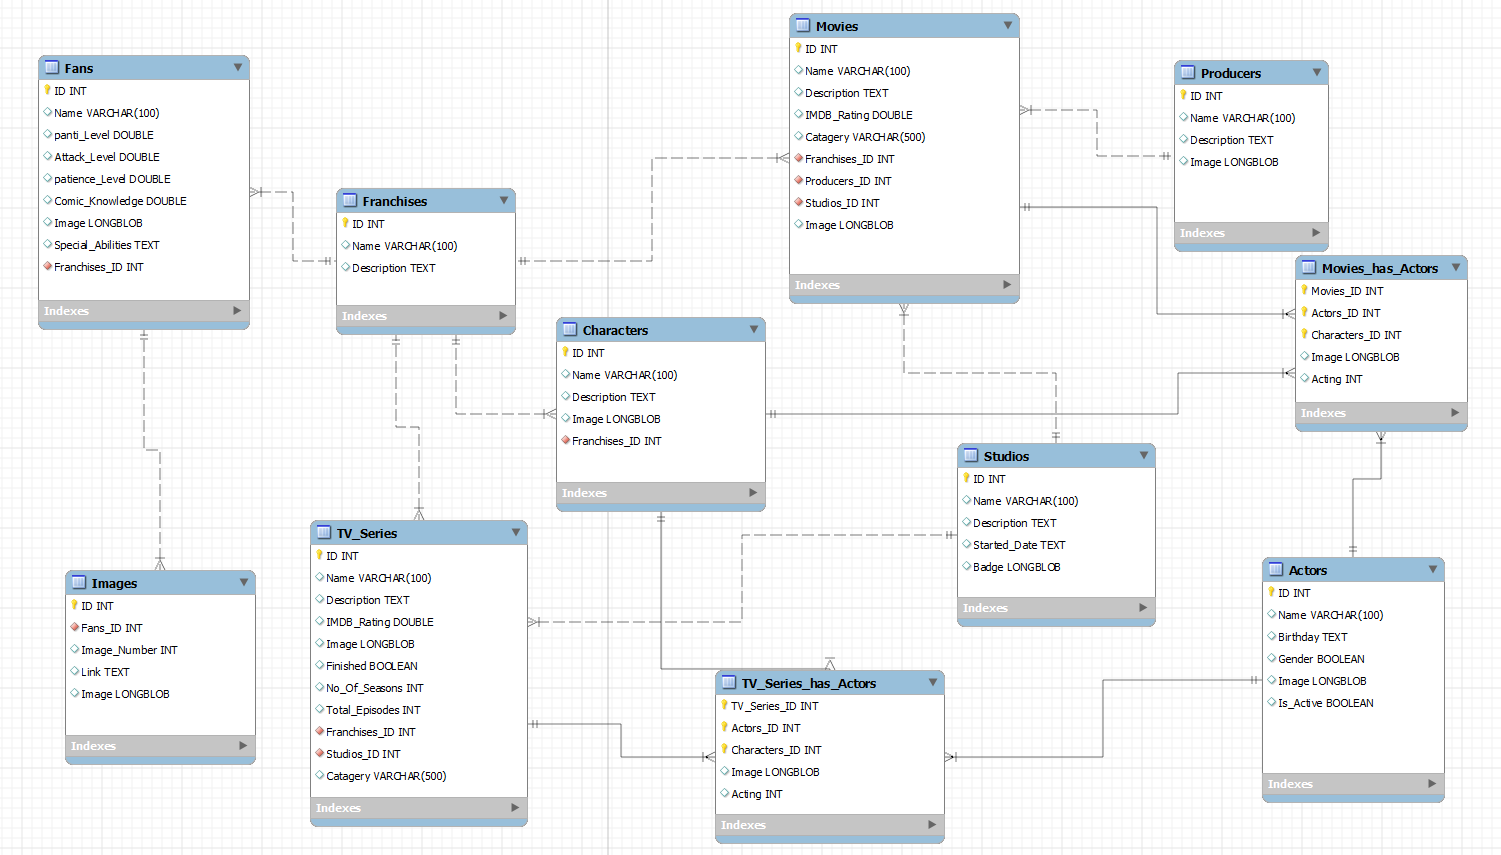 Fans
ID INT
Name VARCHAR(100)
panti_Level DOUBLE
Attack_Level DOUBLE
patience_Level DOUBLE
Comic_Knowledge DOUBLE
Image LONGBLOB
Special_Abilities TEXT
Franchises_ID INT
Indexes
Franchises
ID INT
Name VARCHAR(100)
Description TEXT
Indexes
Movies
ID INT
Name VARCHAR(100)
Description TEXT
IMDB_Rating DOUBLE
Catagery VARCHAR(500)
Franchises_ID INT
Producers_ID INT
Studios_ID INT
Image LONGBLOB
Indexes
Producers
ID INT
Name VARCHAR(100)
Description TEXT
Image LONGBLOB
Indexes
Movies_has_Actors
Movies_ID INT
Actors_ID INT
Characters_ID INT
Image LONGBLOB
Acting INT
Indexes
Characters
ID INT
Name VARCHAR(100)
Description TEXT
Image LONGBLOB
Franchises_ID INT
Indexes
Studios
ID INT
Name VARCHAR(100)
Description TEXT
Started_Date TEXT
Badge LONGBLOB
Indexes
Images
ID INT
Fans_ID INT
Image_Number INT
Link TEXT
Image LONGBLOB
Indexes
TV_Series
ID INT
Name VARCHAR(100)
Description TEXT
IMDB_Rating DOUBLE
Image LONGBLOB
Finished BOOLEAN
No_Of_Seasons INT
Total_Episodes INT
Franchises_ID INT
Studios_ID INT
Catagery VARCHAR(500)
Indexes
TV_Series_has_Actors
TV_Series_ID INT
Actors_ID INT
Characters_ID INT
Image LONGBLOB
Acting INT
Indexes
Actors
ID INT
Name VARCHAR(100)
Birthday TEXT
Gender BOOLEAN
Image LONGBLOB
Is_Active BOOLEAN
Indexes